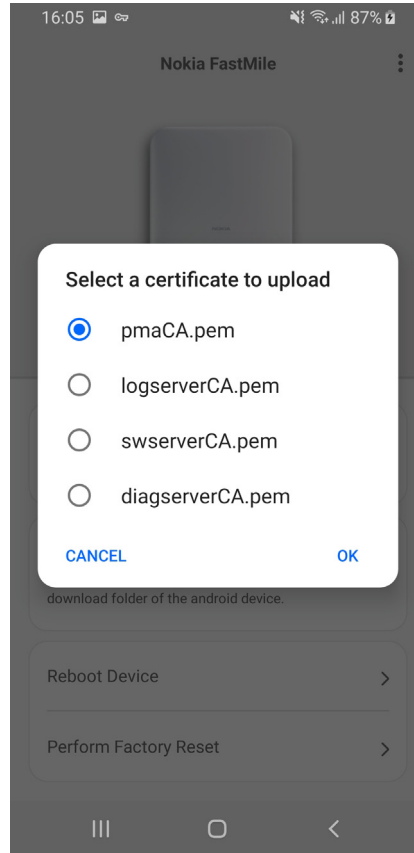 16:05 87%
Nokia FastMile
Select a certificate to upload
pmaCA.pem
logserverCA.pem
swserverCA.pem
diagserverCA.pem
CANCEL OK
download folder of the android device.
Reboot Device
Perform Factory Reset